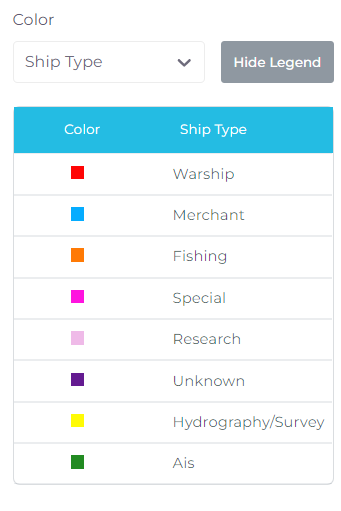 Color
Ship Type
Hide Legend
Color Ship Type
Warship
Merchant
Fishing
Special
Research
Unknown
Hydrography/Survey
Ais